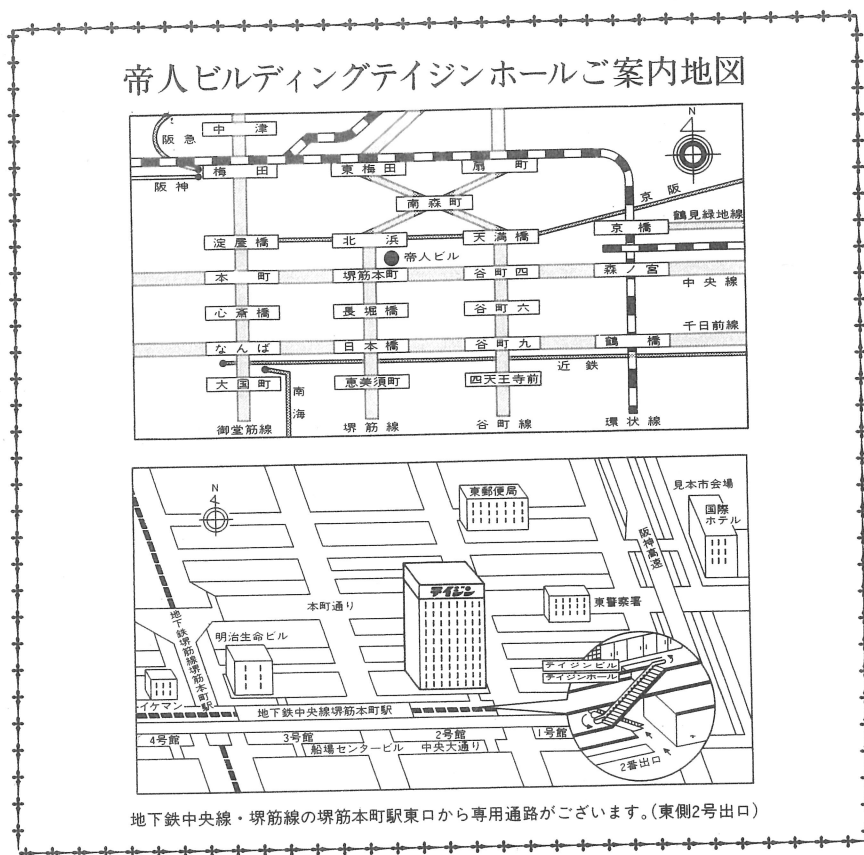 帝人ビルディングテイジンホールご案内地図
N
中津
阪急
梅田
東梅田
扇町
阪神
南森町
京阪
鶴見緑地線
淀屋橋
北浜
天満橋
京橋
帝人ビル
本町
堺筋本町
谷町四
森ノ宮
中央線
心斎橋
長堀橋
谷町六
千日前線
なんば
日本橋
谷町九
鶴橋
近鉄
大国町
南海
恵美須町
四天王寺前
御堂筋線
堺筋線
谷町線
環状線
N
東郵便局
見本市会場
国際
ホテル
阪神高速
テイジン
本町通り
東警察署
地下鉄堺筋線堺筋本町駅
明治生命ビル
テイジンビル
テイジンホール
イケマン
地下鉄中央線堺筋本町駅
4号館
3号館
2号館
1号館
船場センタービル
中央大通り
2番出口
地下鉄中央線・堺筋線の堺筋本町駅東口から専用通路がございます。(東側2号出口)